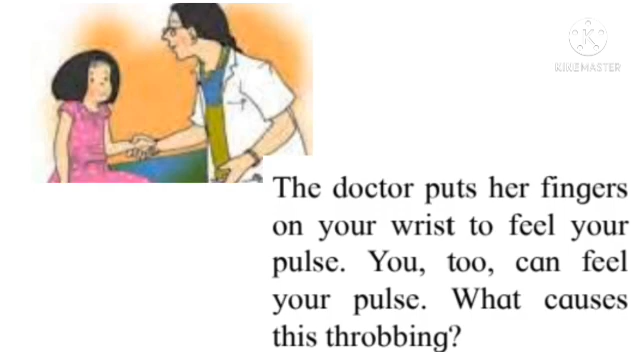 KINEMASTER
The doctor puts her fingers
on your wrist to feel your
pulse. You, too, can feel
your pulse. What causes
this throbbing?